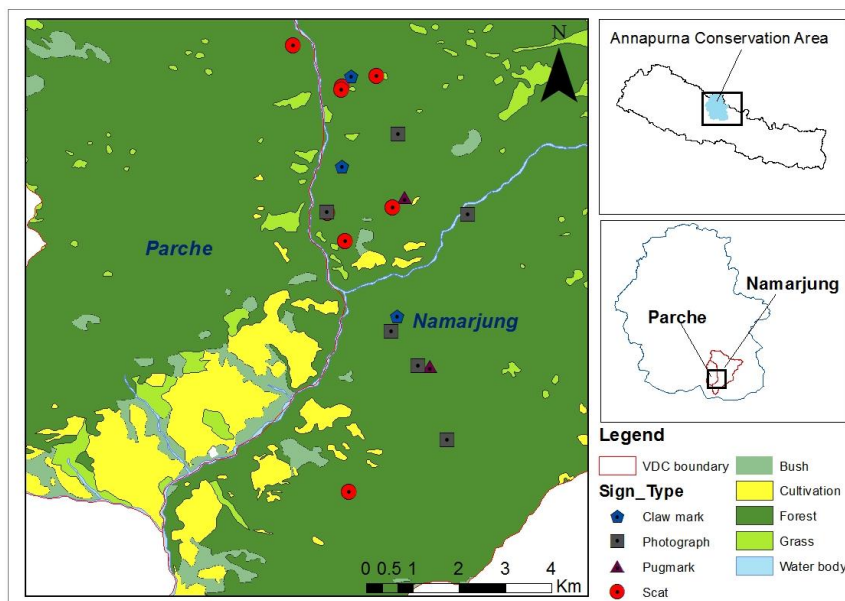 N
Parche
Namarjung
0 0.5 1 2 3 4
Km
Annapurna Conservation Area
Namarjung
Parche
Legend
VDC boundary
Sign_Type
Claw mark
Photograph
Pugmark
Scat
Bush
Cultivation
Forest
Grass
Water body